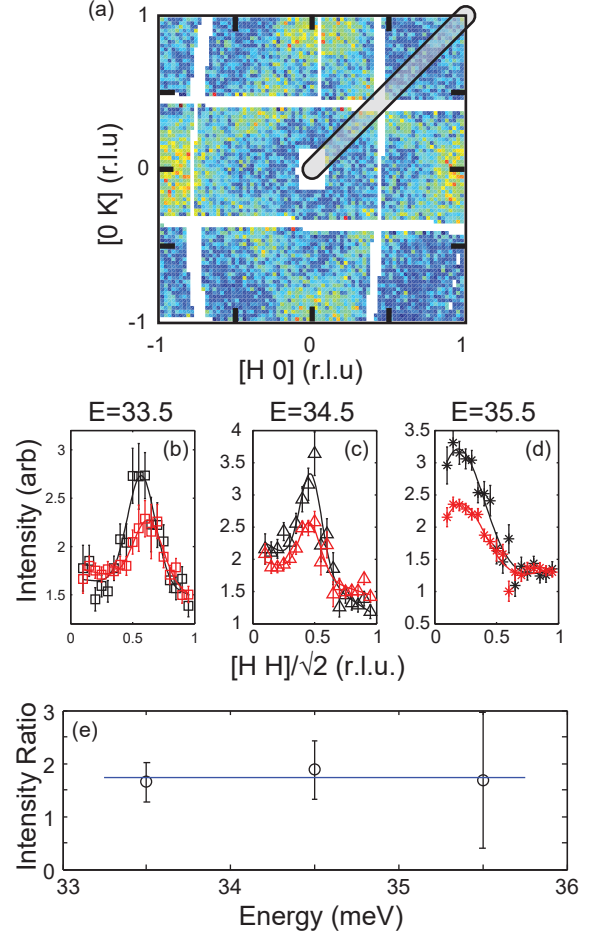 (a)
1
0
-1
[0 K] (r.l.u)
-1 0 1
[H 0] (r.l.u)
E=33.5 E=34.5 E=35.5
(b) (c) (d)
3
2.5
2
1.5
4
3.5
3
2.5
2
1.5
1
3.5
3
2.5
2
1.5
1
Intensity (arb)
0 0.5 1 0 0.5 1 0 0.5 1
[H H]/√2 (r.l.u.)
(e)
3
2
1
0
Intensity Ratio
33 34 35 36
Energy (meV)